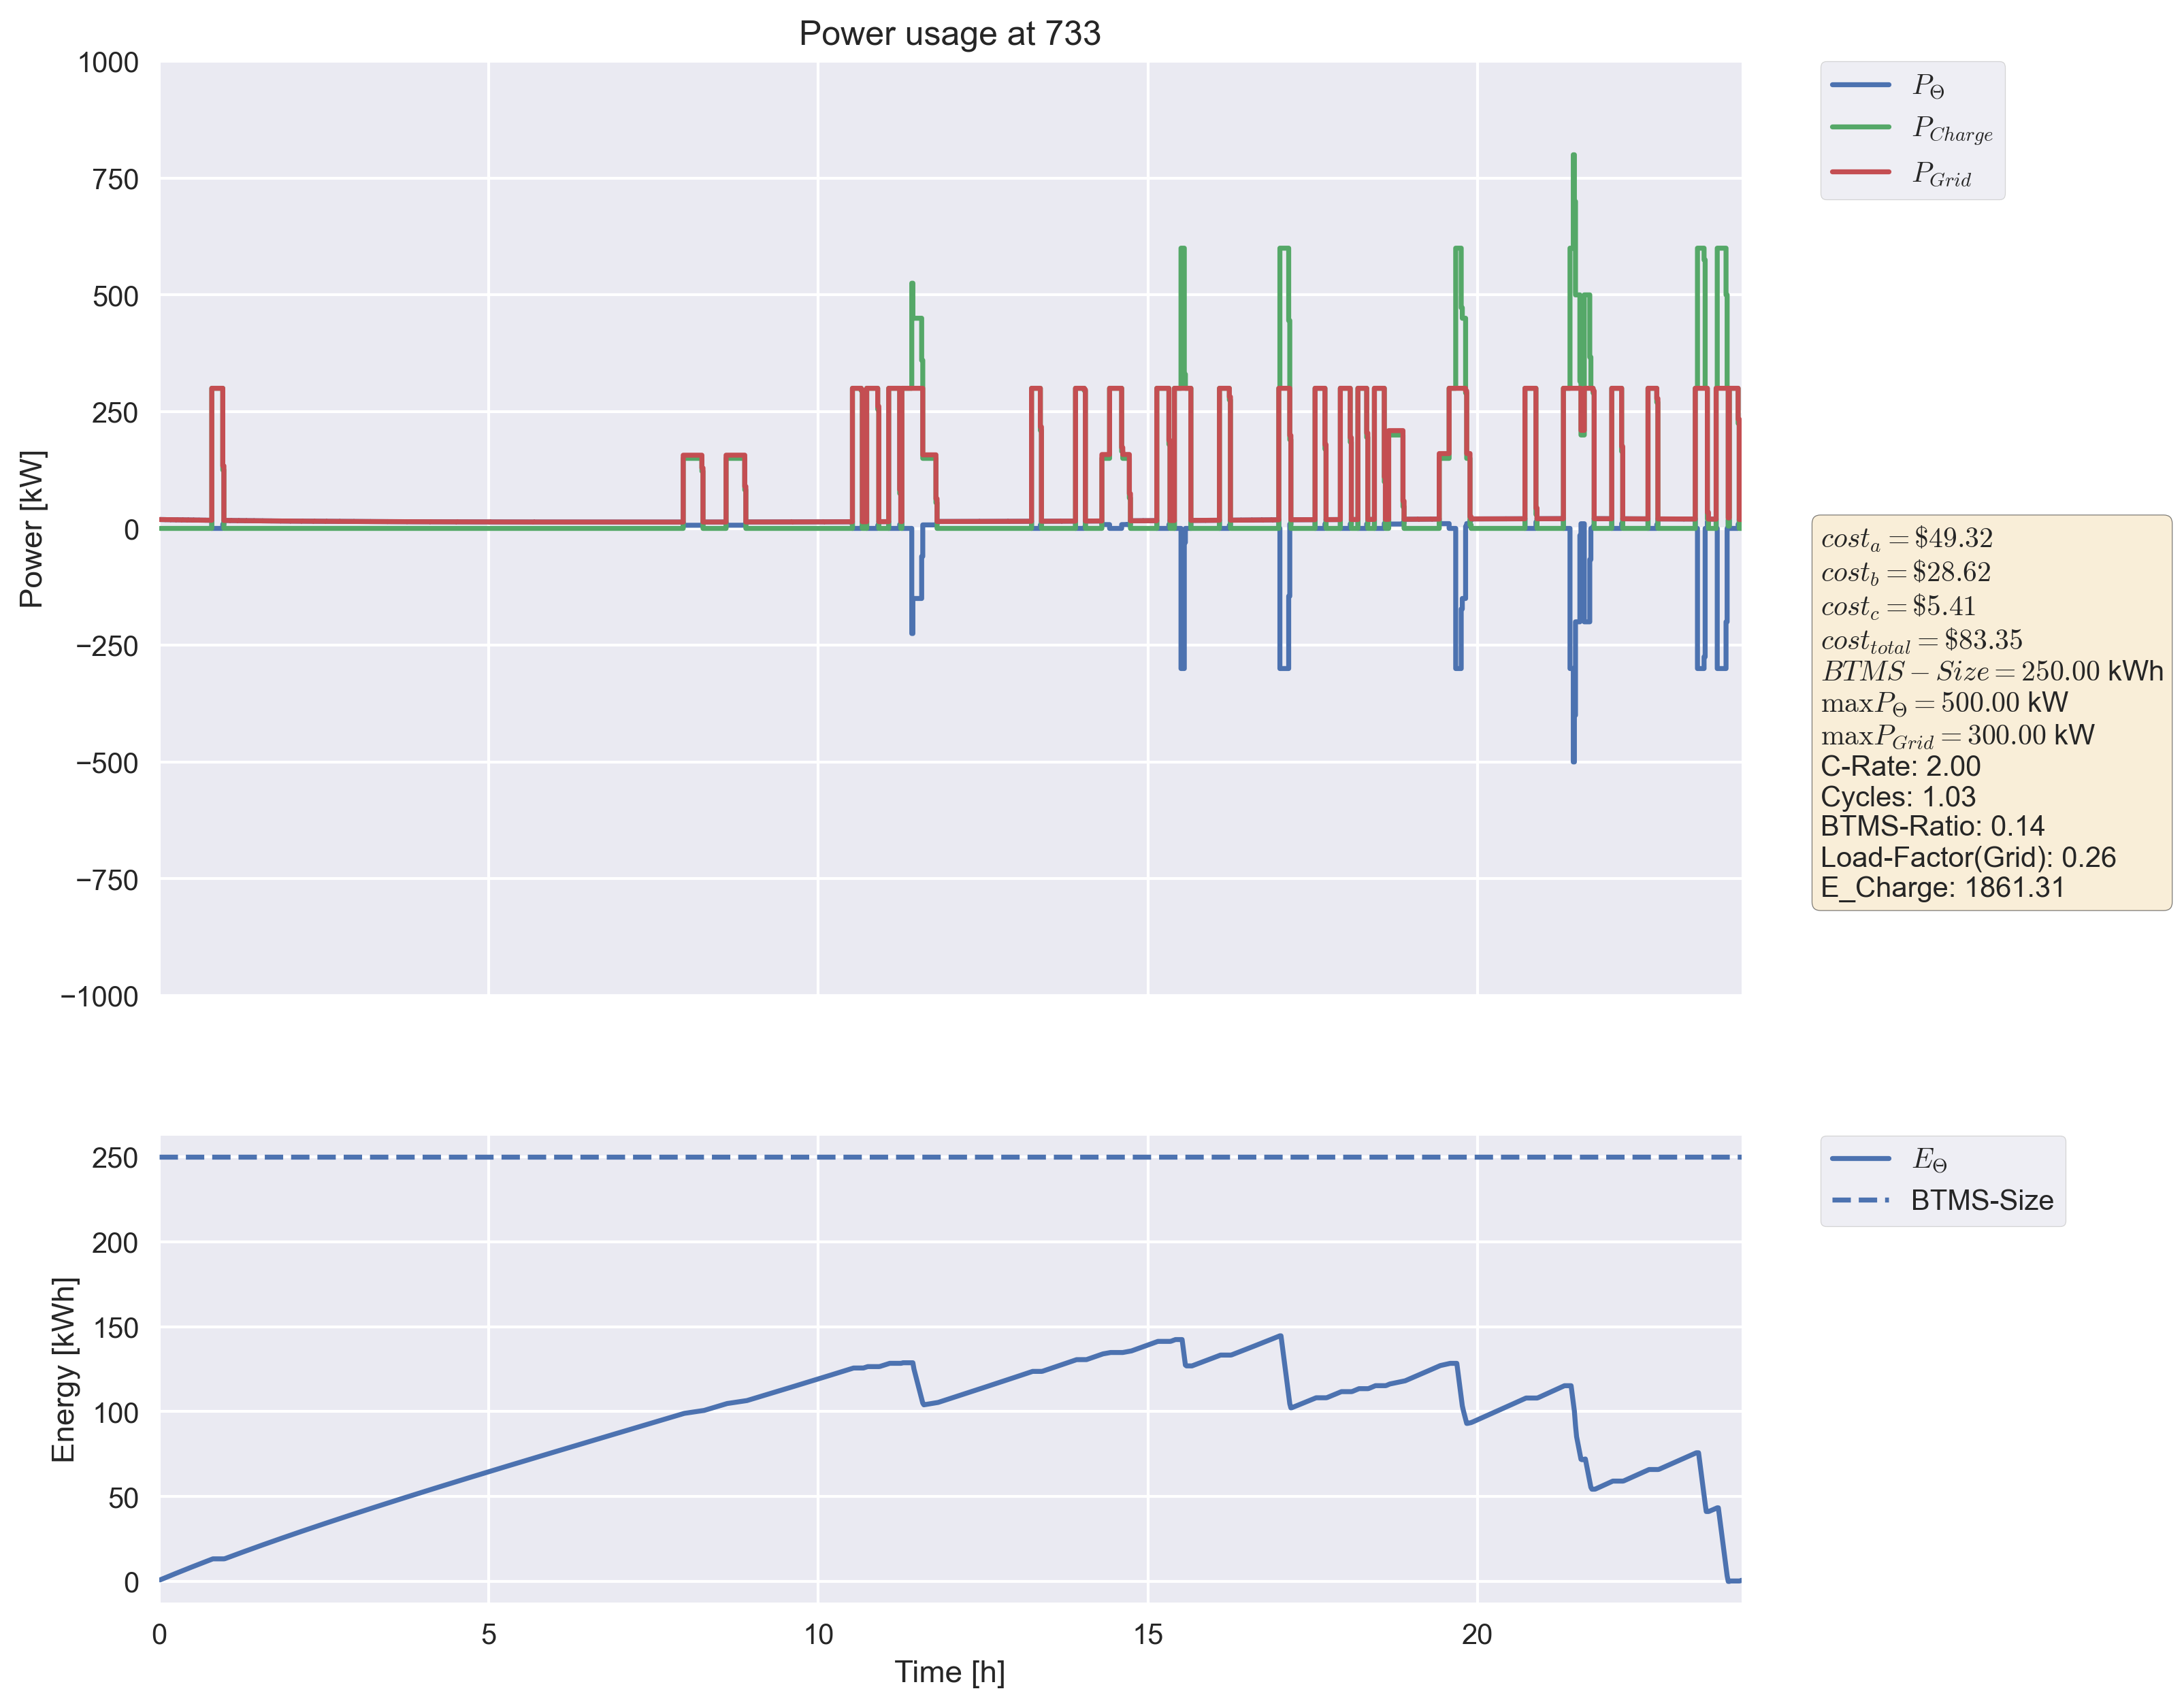 Power usage at 733
1000
750
500
250
0
−250
−500
−750
−1000
Power [kW]
P_Θ
P_Charge
P_Grid
cost_a = $49.32
cost_b = $28.62
cost_c = $5.41
cost_total = $83.35
BTMS − Size = 250.00 kWh
maxP_Θ = 500.00 kW
maxP_Grid = 300.00 kW
C-Rate: 2.00
Cycles: 1.03
BTMS-Ratio: 0.14
Load-Factor(Grid): 0.26
E_Charge: 1861.31
250
200
150
100
50
0
Energy [kWh]
E_Θ
BTMS-Size
0 5 10 15 20
Time [h]